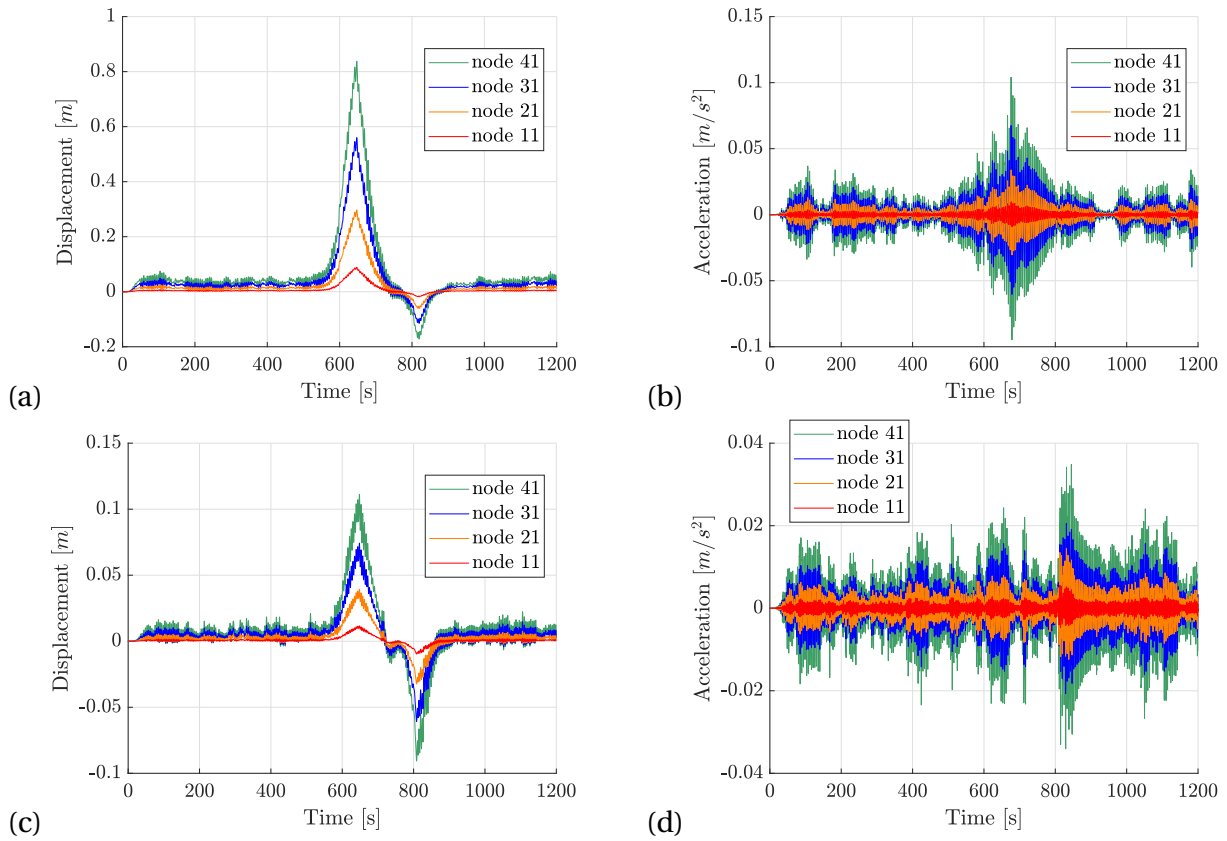 1
0.8
0.6
0.4
0.2
0
-0.2
Displacement [m]
0 200 400 600 800 1000 1200
Time [s]
node 41
node 31
node 21
node 11
(a)
0.15
0.1
0.05
0
-0.05
-0.1
Acceleration [m/s²]
0 200 400 600 800 1000 1200
Time [s]
node 41
node 31
node 21
node 11
(b)
0.15
0.1
0.05
0
-0.05
-0.1
Displacement [m]
0 200 400 600 800 1000 1200
Time [s]
node 41
node 31
node 21
node 11
(c)
0.04
0.02
0
-0.02
-0.04
Acceleration [m/s²]
0 200 400 600 800 1000 1200
Time [s]
node 41
node 31
node 21
node 11
(d)